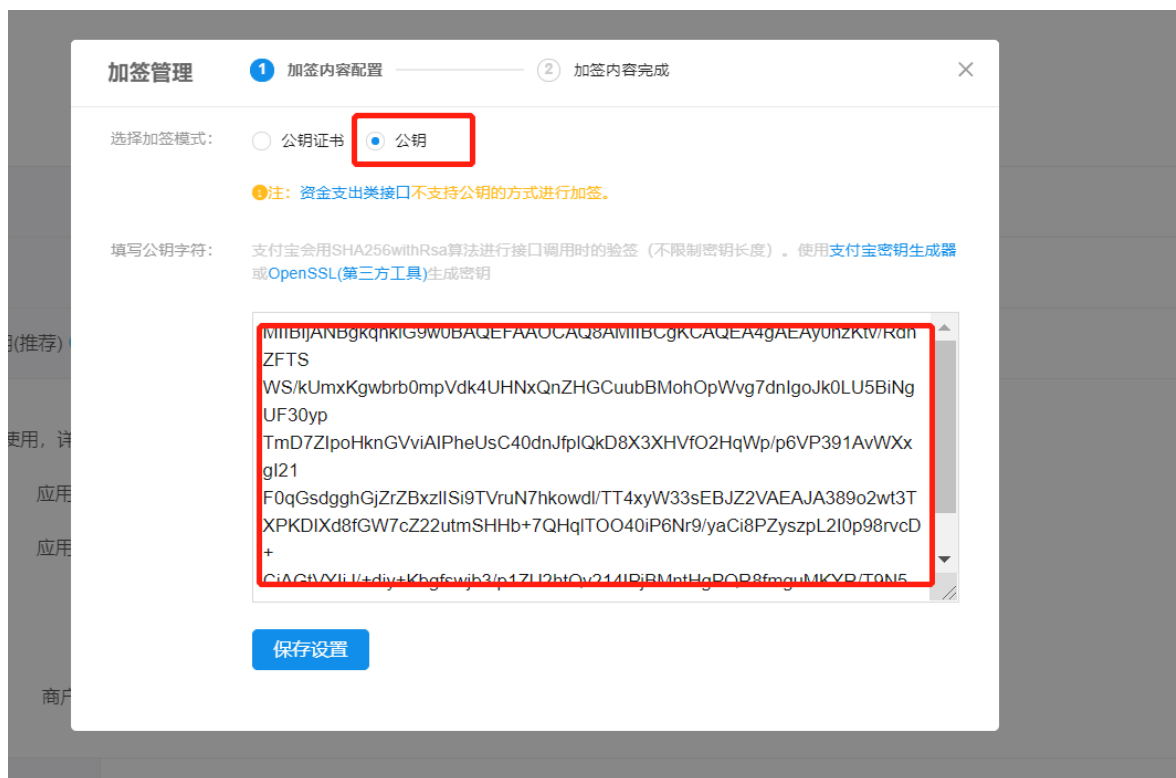 加签管理
1 加签内容配置
2 加签内容完成
选择加签模式:
公钥证书
公钥
注：资金支出类接口不支持公钥的方式进行加签。
填写公钥字符:
支付宝会用SHA256withRsa算法进行接口调用时的验签（不限制密钥长度）。使用支付宝密钥生成器
或OpenSSL(第三方工具)生成密钥
MIIBIjANBgkqhkiG9w0BAQEFAAOCAQ8AMIIBCgKCAQEA4gAEAy0hzKtv/Rdh
ZFTS
WS/kUmxKgwbrb0mpVdk4UHNxQnZHGCuubBMohOpWvg7dnIgoJk0LU5BiNg
UF30yp
TmD7ZIpoHknGVviAIPheUsC40dnJfplQkD8X3XHVfO2HqWp/p6VP391AvWXx
gI21
F0qGsdgghGjZrZBxzlISi9TVruN7hkowdl/TT4xyW33sEBJZ2VAEAJA389o2wt3T
XPKDIXd8fGW7cZ22utmSHHb+7QHqlTOO40iP6Nr9/yaCi8PZyszpL2I0p98rvcD
+
保存设置
(推荐)
使用，详
应用
应用
商户